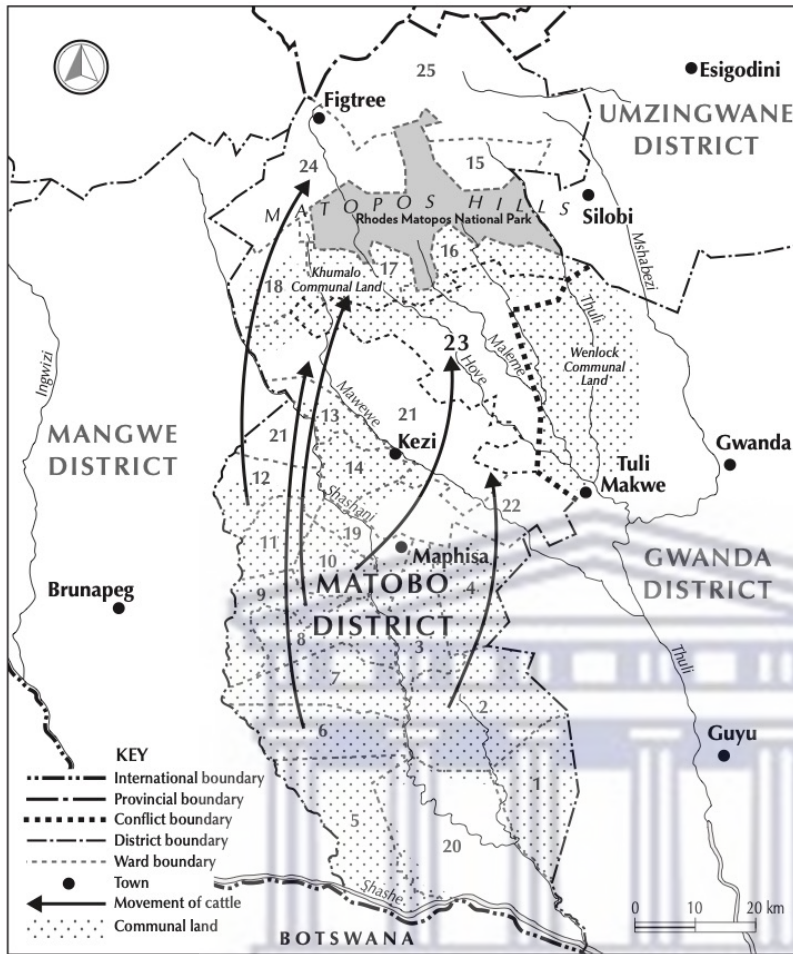 25
Esigodini
Figtree
UMZINGWANE
DISTRICT
24
15
MATOPOS HILLS
Rhodes Matopos National Park
Silobi
16
17
Khumalo
Communal Land
18
Mshabezi
Thuli
Ingwizi
23
Maleme
Hove
Wenlock
Communal
Land
Mawewe
13
21
21
MANGWE
DISTRICT
Kezi
Gwanda
12
14
Tuli
Makwe
Shashani
22
11
19
Maphisa
10
GWANDA
DISTRICT
Brunapeg
MATOBO
DISTRICT
9
4
8
3
Thuli
7
2
6
Guyu
1
5
20
Shashe
BOTSWANA
KEY
International boundary
Provincial boundary
Conflict boundary
District boundary
Ward boundary
Town
Movement of cattle
Communal land
0 10 20 km